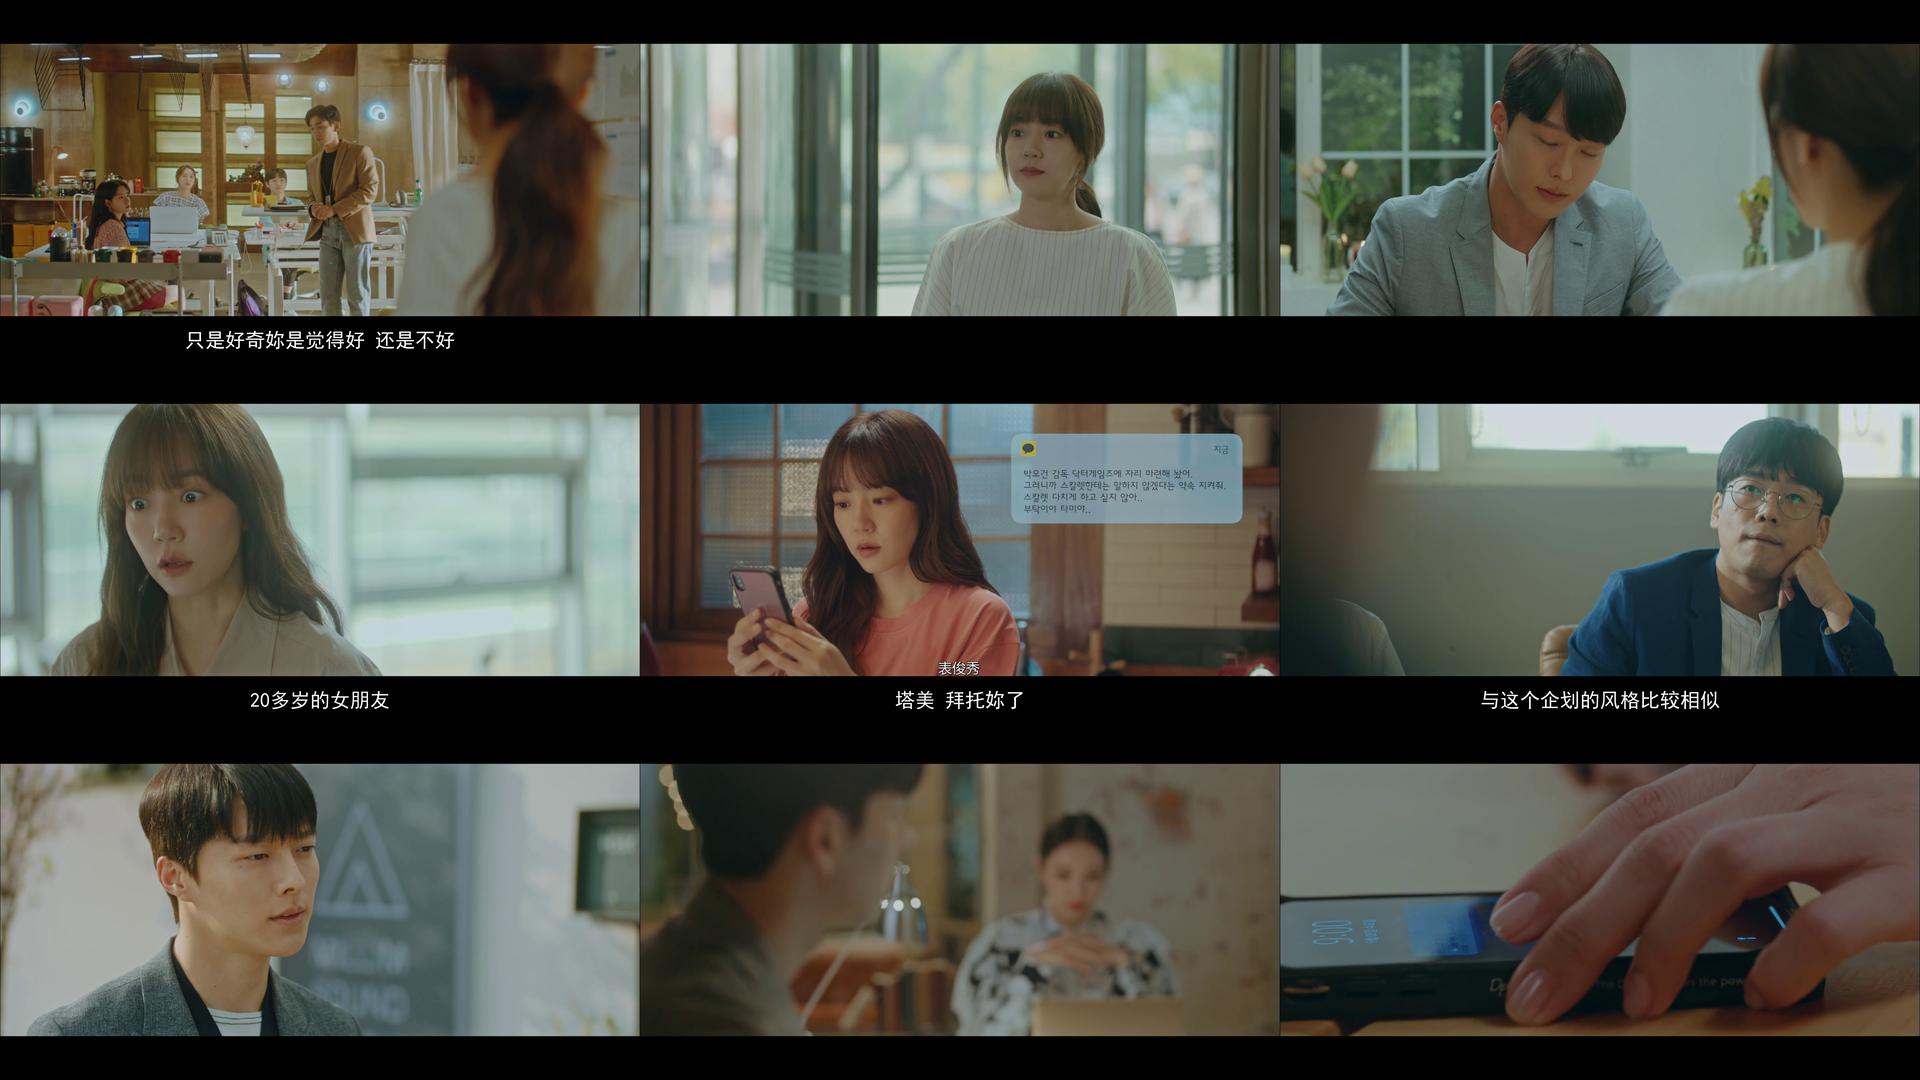 只是好奇妳是觉得好 还是不好
20多岁的女朋友
지금
박모건 감독 닥터게임즈에 자리 마련해 놨어.
그러니까 스칼렛한테는 말하지 않겠다는 약속 지켜줘.
스칼렛 다치게 하고 싶지 않아..
부탁이야 타미야..
表俊秀
塔美 拜托妳了
与这个企划的风格比较相似
9:00